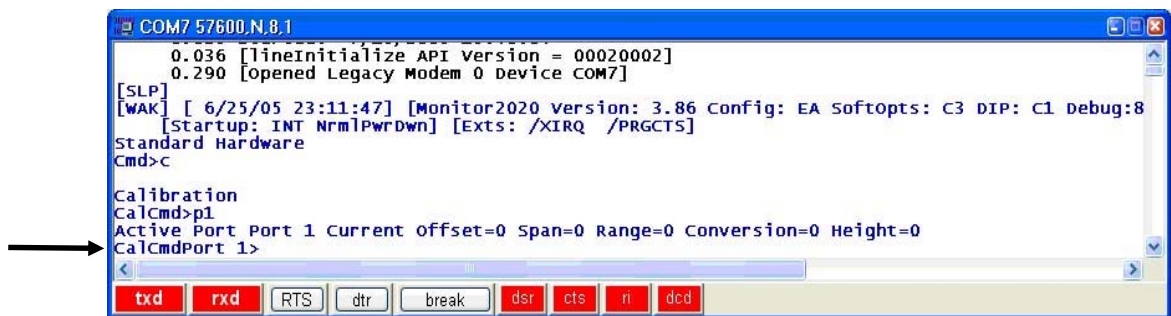 COM7 57600,N,8,1
0.036 [lineInitialize API Version = 00020002]
0.290 [Opened Legacy Modem 0 Device COM7]
[SLP]
[WAK] [ 6/25/05 23:11:47] [Monitor2020 Version: 3.86 Config: EA SoftOpts: C3 DIP: C1 Debug:8
[Startup: INT NrmlPwrDwn] [Exts: /XIRQ /PRGCTS]
Standard Hardware
Cmd>c
Calibration
CalCmd>p1
Active Port Port 1 Current Offset=0 Span=0 Range=0 Conversion=0 Height=0
CalCmdPort 1>
txd rxd RTS dtr break dsr cts ri dcd